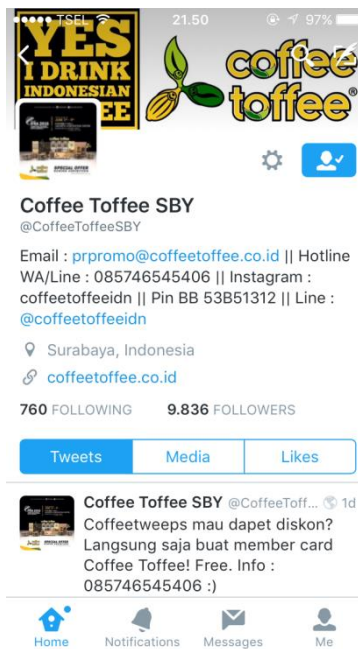 TSEL 21.50 97%
YES
I DRINK
INDONESIAN
coffee
toffee®
Coffee Toffee SBY
@CoffeeToffeeSBY
Email : prpromo@coffeetoffee.co.id || Hotline
WA/Line : 085746545406 || Instagram :
coffeetoffeeidn || Pin BB 53B51312 || Line :
@coffeetoffeeidn
Surabaya, Indonesia
coffeetoffee.co.id
760 FOLLOWING 9.836 FOLLOWERS
Tweets Media Likes
Coffee Toffee SBY @CoffeeToff... 1d
Coffeetweeps mau dapet diskon?
Langsung saja buat member card
Coffee Toffee! Free. Info :
085746545406 :)
Home Notifications Messages Me